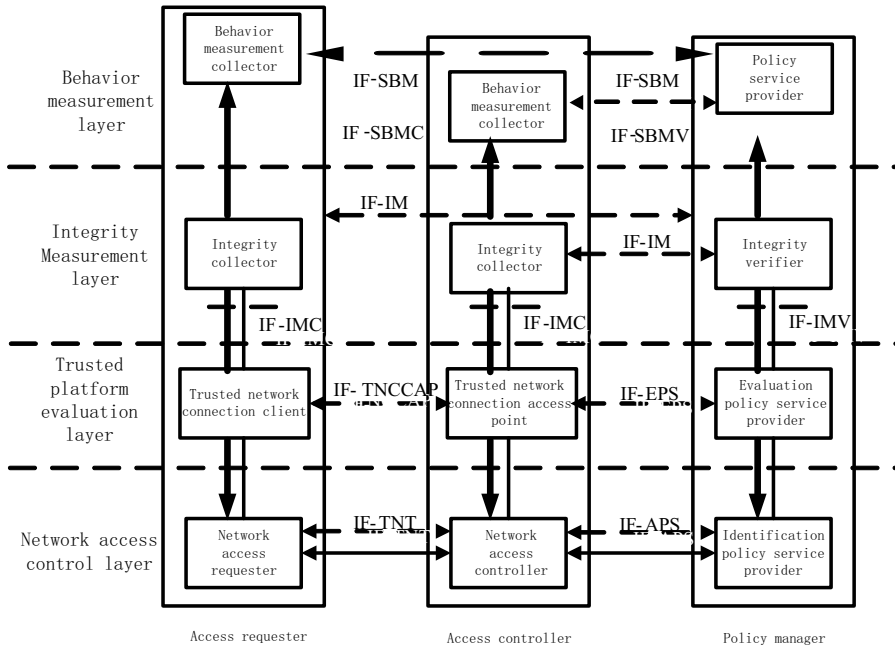 Behavior
measurement
layer
Behavior
measurement
collector
IF-SBM
IF-SBM
Policy
service
provider
Behavior
measurement
collector
IF-SBMC
IF-SBMV
Integrity
Measurement
layer
IF-IM
Integrity
collector
Integrity
collector
IF-IM
Integrity
verifier
IF-IMC
IF-IMC
IF-IMV
Trusted
platform
evaluation
layer
Trusted network
connection client
IF- TNCCAP
Trusted network
connection access
point
IF-EPS
Evaluation
policy service
provider
Network access
control layer
Network
access
requester
IF-TNT
Network
access
controller
IF-APS
Identification
policy service
provider
Access requester
Access controller
Policy manager